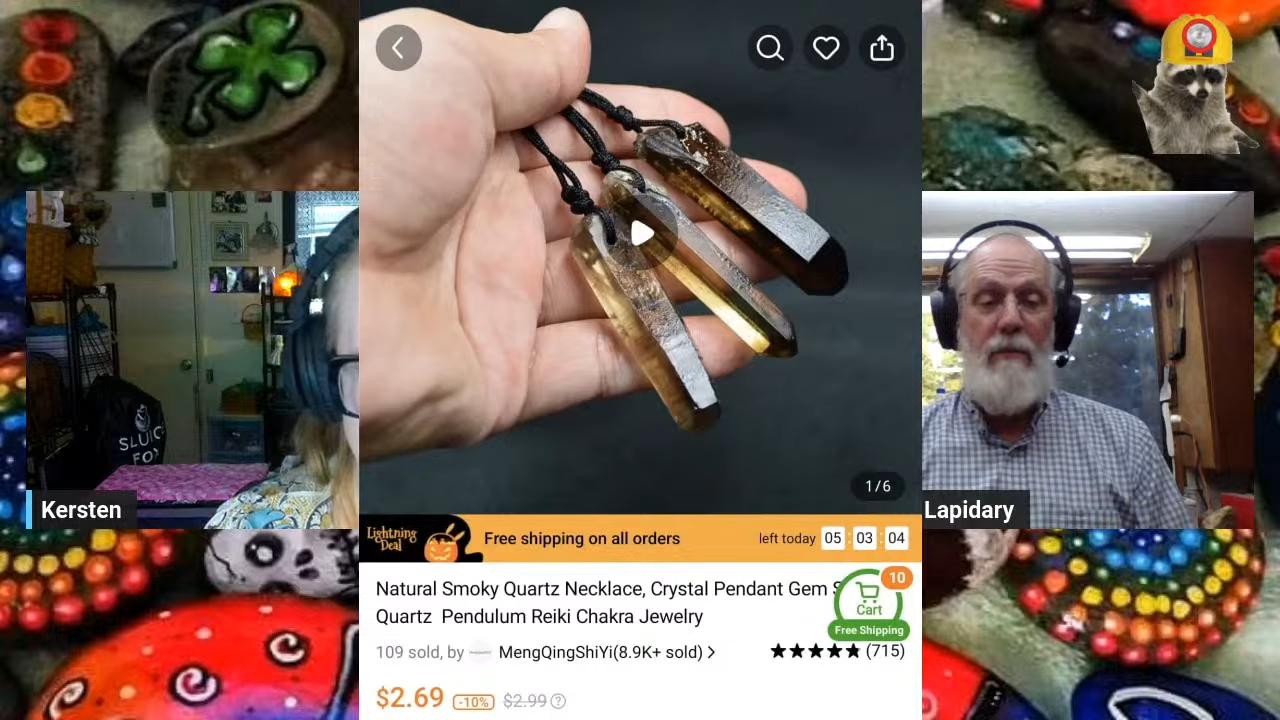 1/6
Lightning
Deal
Free shipping on all orders
left today 05 : 03 : 04
Natural Smoky Quartz Necklace, Crystal Pendant Gem
Quartz Pendulum Reiki Chakra Jewelry
10
Cart
Free Shipping
109 sold, by MengQingShiYi(8.9K+ sold) >
(715)
$2.69 -10% $2.99 ?
SLUIC
FOX
Kersten
Lapidary